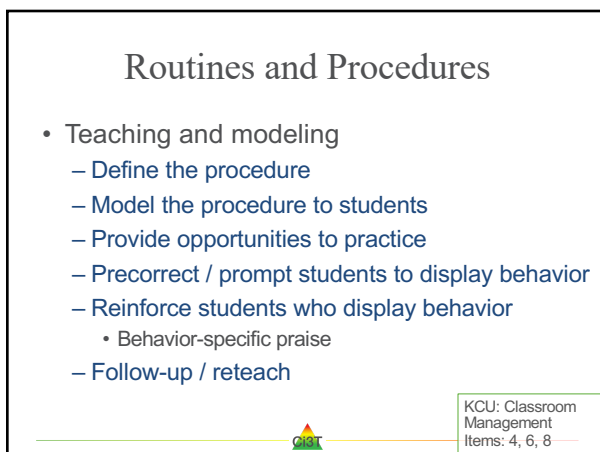 Routines and Procedures
• Teaching and modeling
– Define the procedure
– Model the procedure to students
– Provide opportunities to practice
– Precorrect / prompt students to display behavior
– Reinforce students who display behavior
• Behavior-specific praise
– Follow-up / reteach
KCU: Classroom
Management
Items: 4, 6, 8
Ci3T